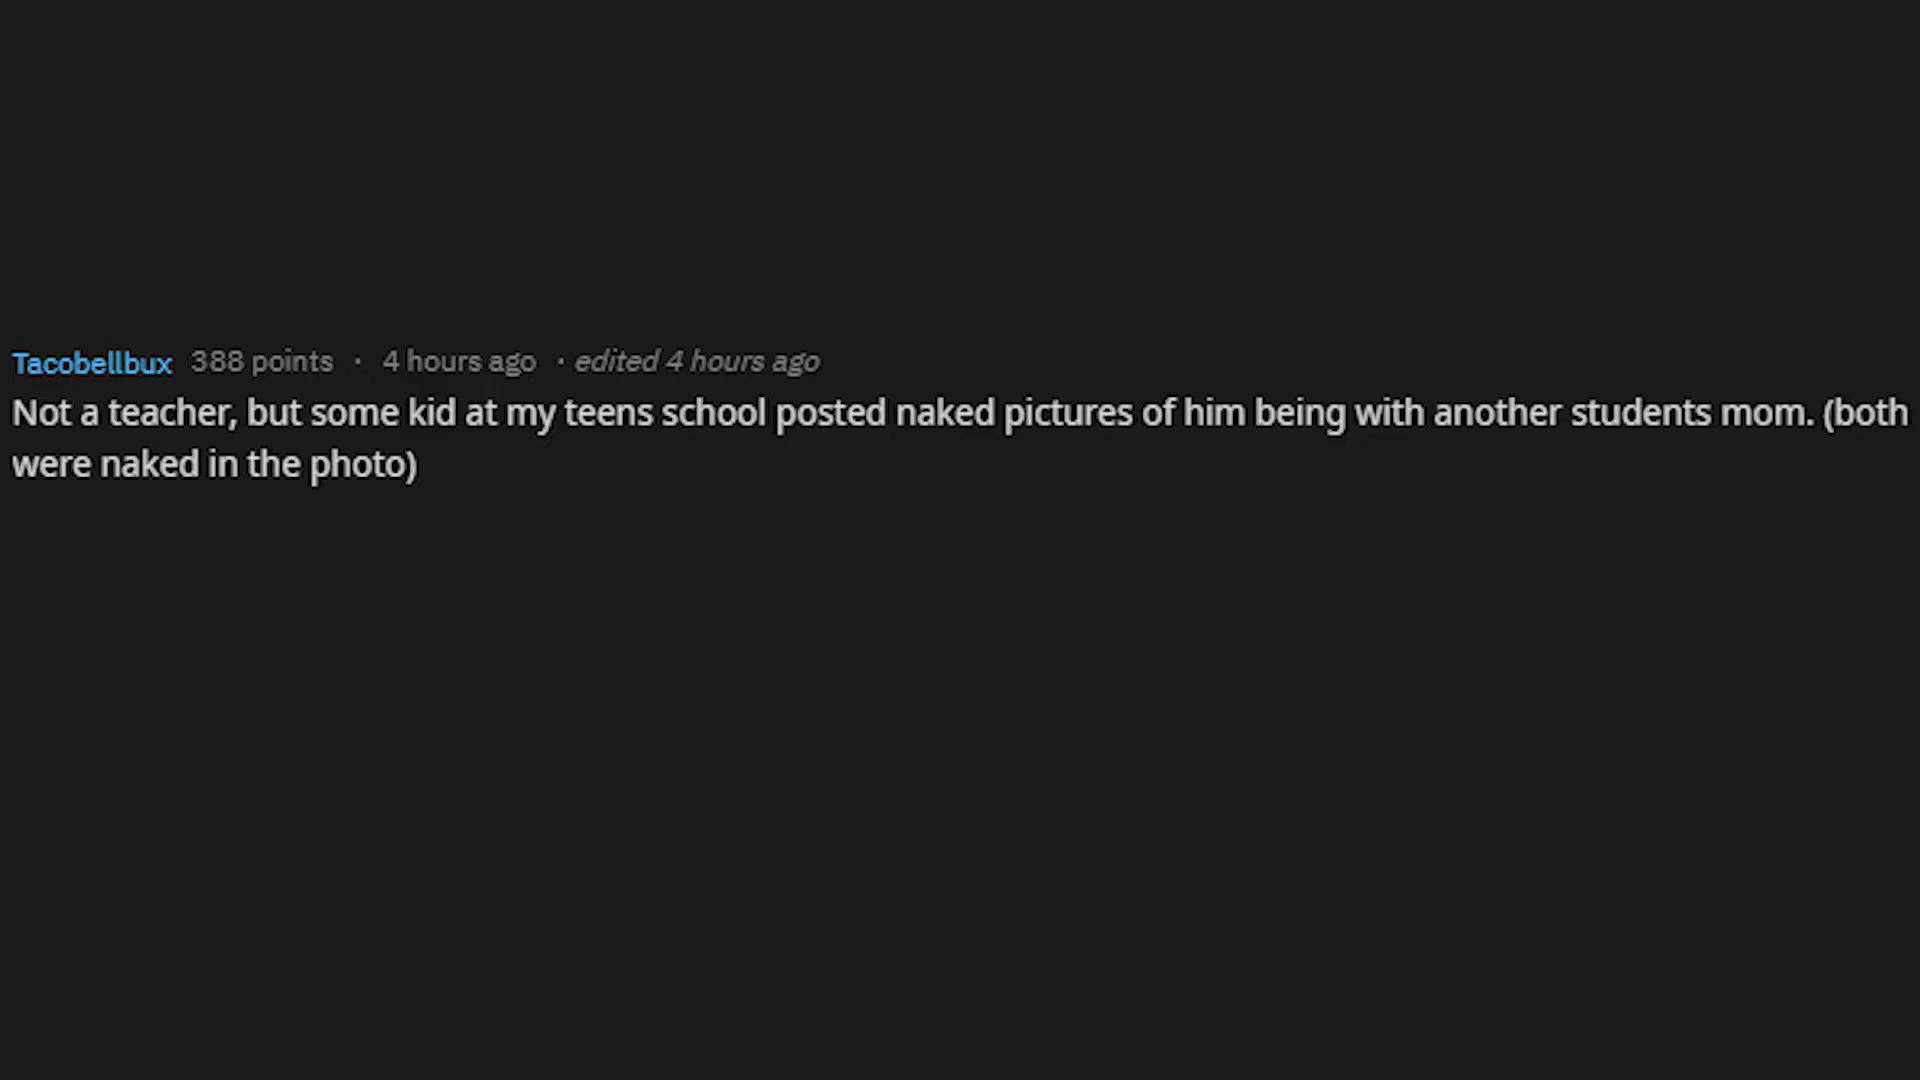 Tacobellbux 388 points · 4 hours ago · edited 4 hours ago
Not a teacher, but some kid at my teens school posted naked pictures of him being with another students mom. (both
were naked in the photo)